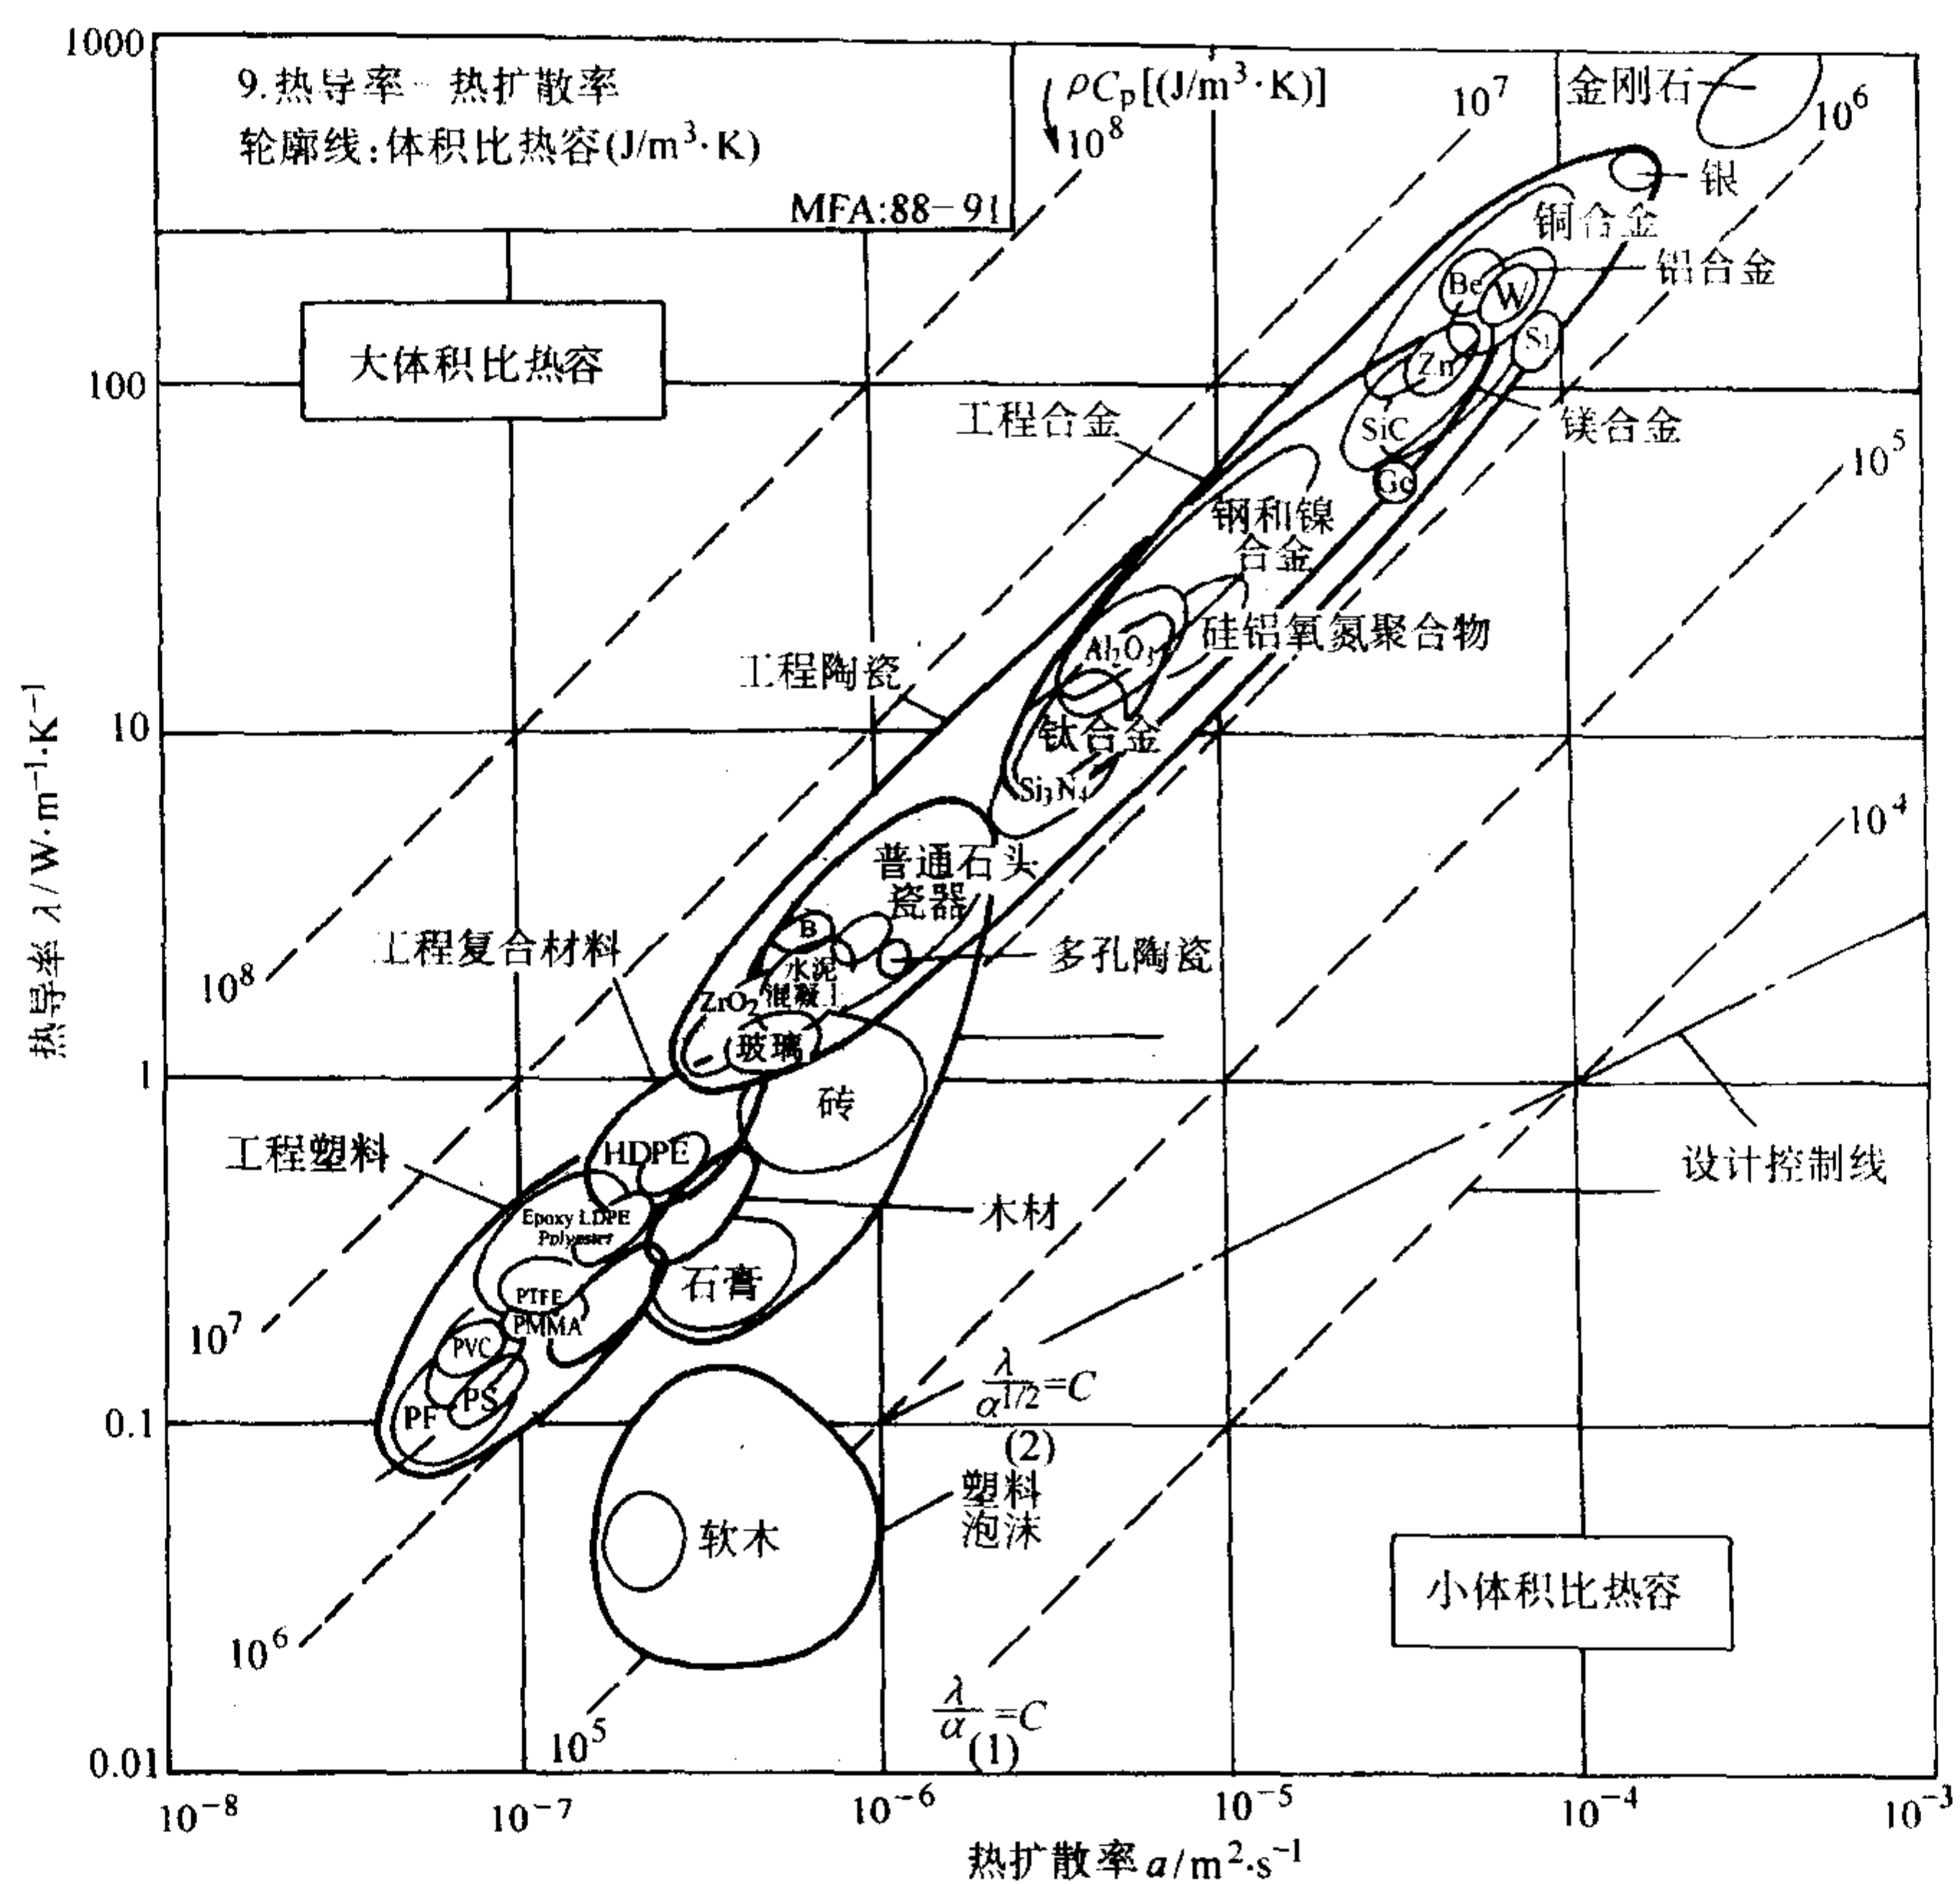 1000
9.热导率-热扩散率
轮廓线:体积比热容(J/m³·K)
MFA:88-91
ρCp[(J/m³·K)]
10⁸
10⁷
金刚石
10⁶
银
铜合金
铝合金
Be
W
Si
大体积比热容
100
Zn
工程合金
SiC
镁合金
10⁵
Ge
钢和镍
合金
Al₂O₃
硅铝氧氮聚合物
工程陶瓷
10
钛合金
Si₃N₄
10⁴
普通石头
瓷器
B
工程复合材料
多孔陶瓷
水泥
10⁸
ZrO₂
混凝土
玻璃
1
砖
工程塑料
HDPE
设计控制线
木材
Epoxy LDPE
Polyester
石膏
PTFE
PMMA
10⁷
PVC
λ/α^1/2=C
(2)
PS
PF
0.1
塑料
泡沫
软木
小体积比热容
10⁶
λ/α=C
(1)
10⁵
0.01
10⁻⁸
10⁻⁷
10⁻⁶
10⁻⁵
10⁻⁴
10⁻³
热导率 λ/W·m⁻¹·K⁻¹
热扩散率 a/m²·s⁻¹